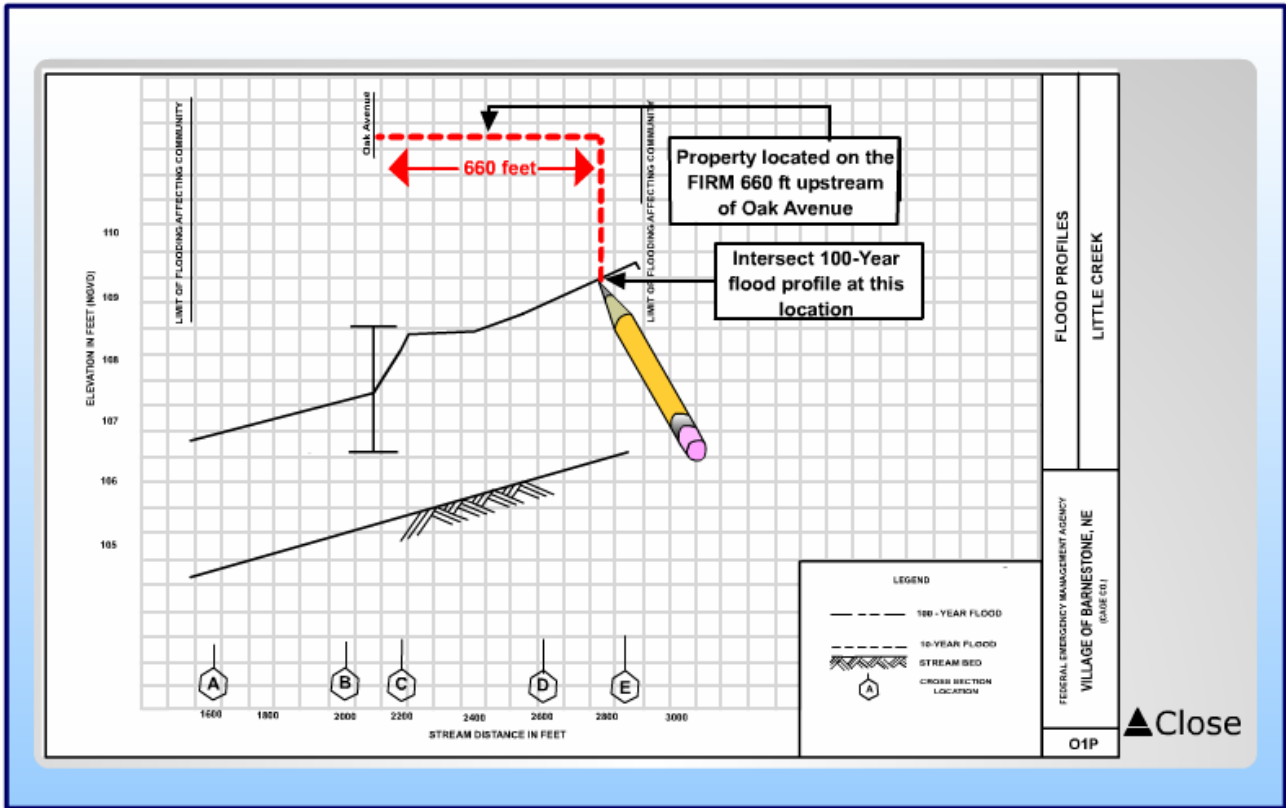 LIMIT OF FLOODING AFFECTING COMMUNITY
Oak Avenue
660 feet
LIMIT OF FLOODING AFFECTING COMMUNITY
Property located on the
FIRM 660 ft upstream
of Oak Avenue
Intersect 100-Year
flood profile at this
location
ELEVATION IN FEET (NGVD)
110
109
108
107
106
105
A
B
C
D
E
1600
1800
2000
2200
2400
2600
2800
3000
STREAM DISTANCE IN FEET
LEGEND
100 - YEAR FLOOD
10-YEAR FLOOD
STREAM BED
A
CROSS SECTION
LOCATION
FLOOD PROFILES
LITTLE CREEK
FEDERAL EMERGENCY MANAGEMENT AGENCY
VILLAGE OF BARNESTONE, NE
(CAGE CO.)
O1P
Close